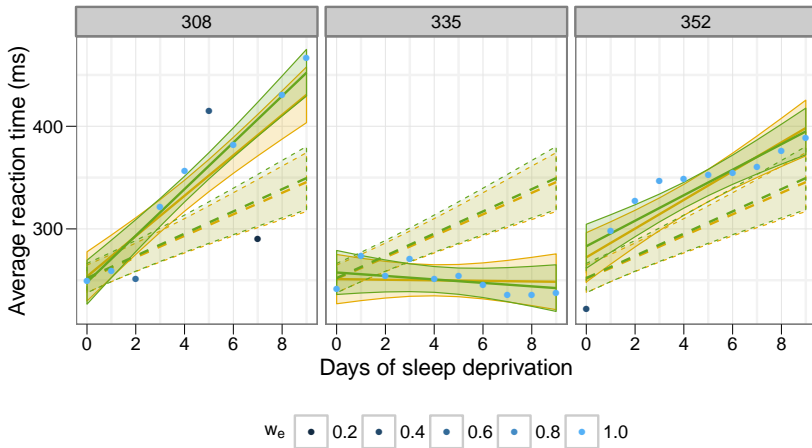 308 335 352
Average reaction time (ms)
400
300
0 2 4 6 8 0 2 4 6 8 0 2 4 6 8
Days of sleep deprivation
we 0.2 0.4 0.6 0.8 1.0